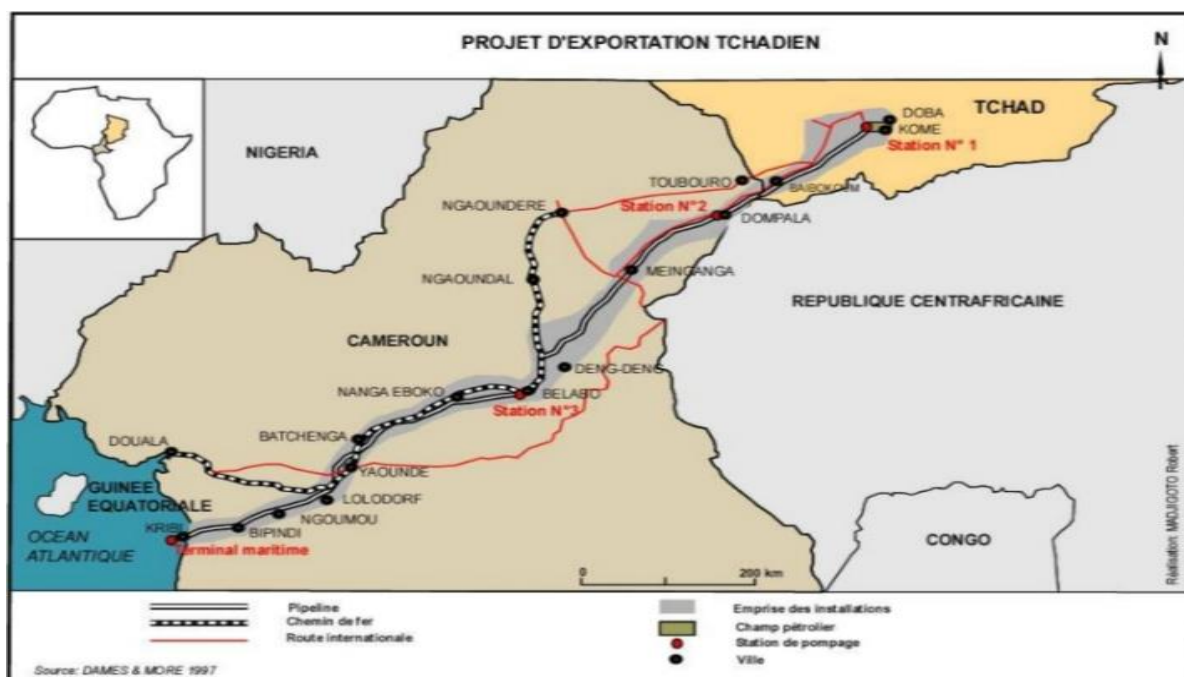 PROJET D'EXPORTATION TCHADIEN
N
NIGERIA
TCHAD
DOBA
KOME
Station N° 1
TOUBOURO
BAIBOKOUM
NGAOUNDERE
Station N°2
DOMPALA
NGAOUNDAL
MEINGANGA
REPUBLIQUE CENTRAFRICAINE
CAMEROUN
DENG-DENG
NANGA EBOKO
BELABO
Station N°3
DOUALA
BATCHENGA
YAOUNDE
GUINEE
EQUATORIALE
LOLODORF
NGOUMOU
OCEAN
ATLANTIQUE
KRIBI
BIPINDI
Terminal maritime
CONGO
0
200 km
Réalisation: MADJIGOTO Robert
Pipeline
Chemin de fer
Route internationale
Emprise des installations
Champ pétrolier
Station de pompage
Ville
Source: DAMES & MORE 1997